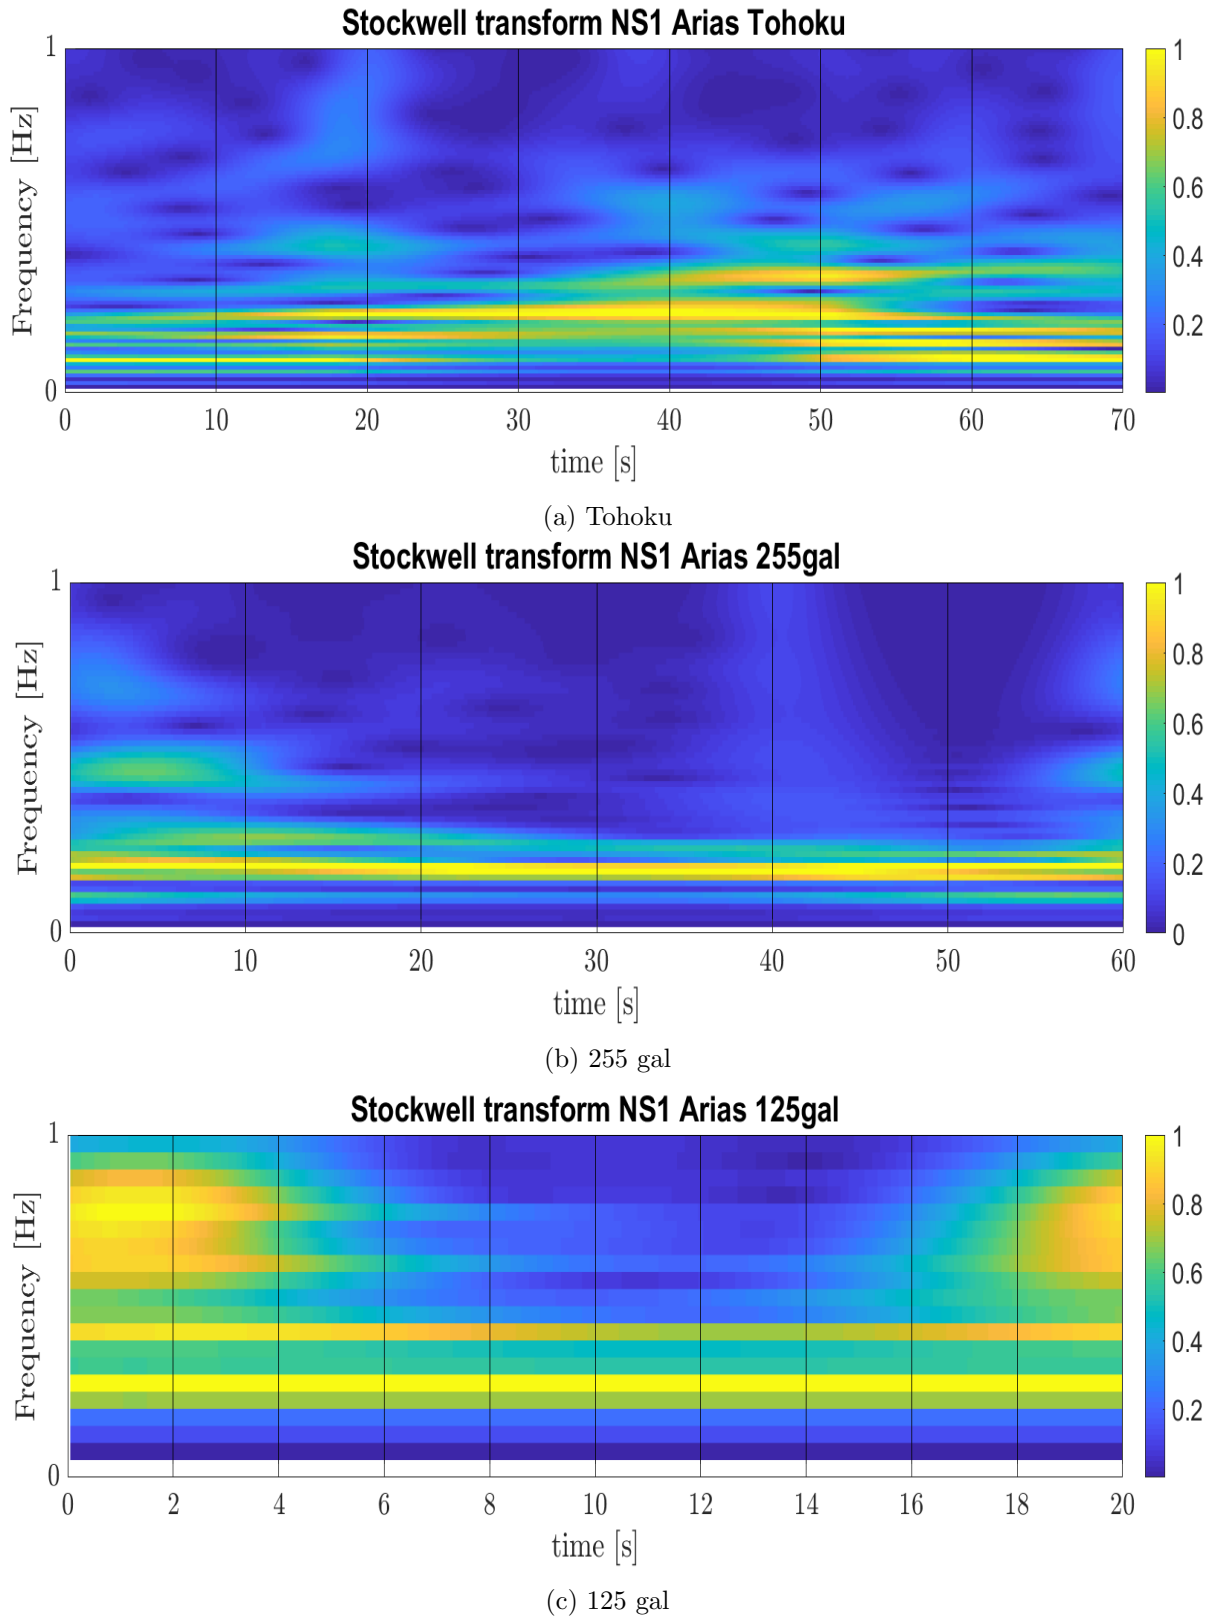 Stockwell transform NS1 Arias Tohoku
1
0
Frequency [Hz]
0 10 20 30 40 50 60 70
time [s]
1
0.8
0.6
0.4
0.2
(a) Tohoku
Stockwell transform NS1 Arias 255gal
1
0
Frequency [Hz]
0 10 20 30 40 50 60
time [s]
1
0.8
0.6
0.4
0.2
0
(b) 255 gal
Stockwell transform NS1 Arias 125gal
1
0
Frequency [Hz]
0 2 4 6 8 10 12 14 16 18 20
time [s]
1
0.8
0.6
0.4
0.2
(c) 125 gal